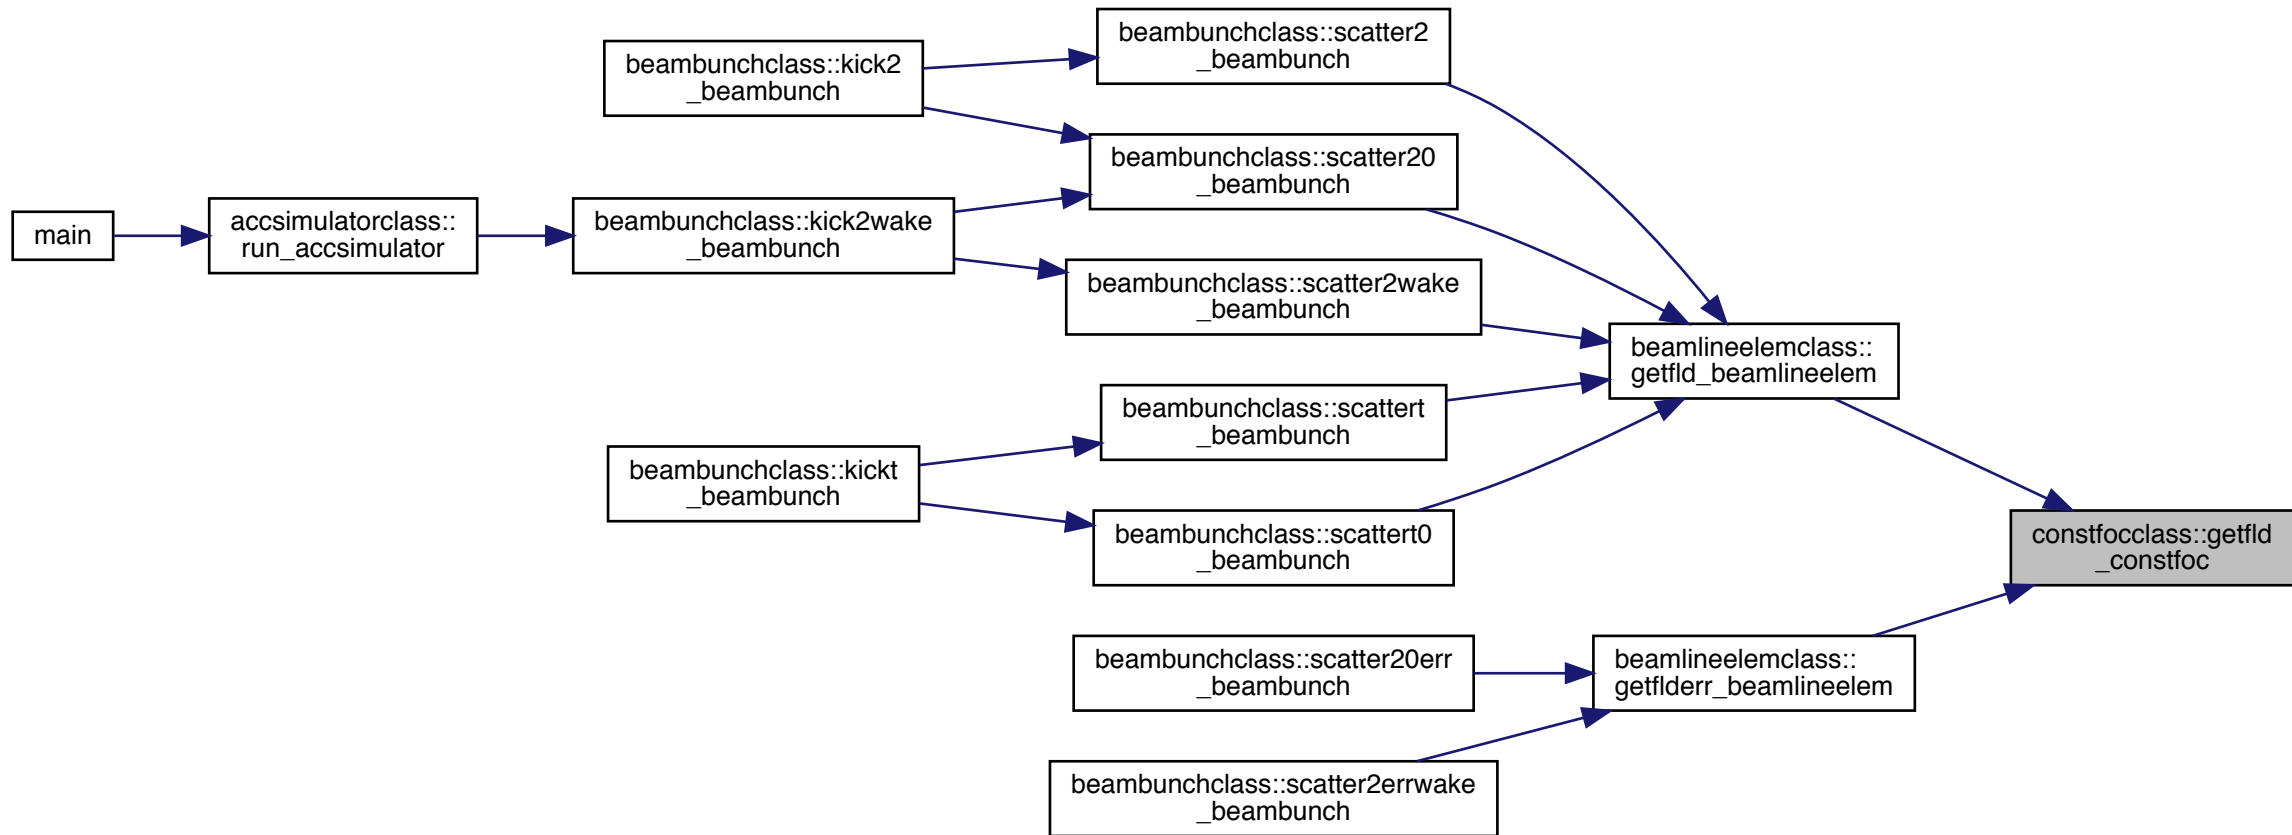 beambunchclass::scatter2
_beambunch
beambunchclass::kick2
_beambunch
beambunchclass::scatter20
_beambunch
main
accsimulatorclass::
run_accsimulator
beambunchclass::kick2wake
_beambunch
beambunchclass::scatter2wake
_beambunch
beamlineelemclass::
getfld_beamlineelem
beambunchclass::scattert
_beambunch
beambunchclass::kickt
_beambunch
beambunchclass::scattert0
_beambunch
constfocclass::getfld
_constfoc
beambunchclass::scatter20err
_beambunch
beamlineelemclass::
getflderr_beamlineelem
beambunchclass::scatter2errwake
_beambunch